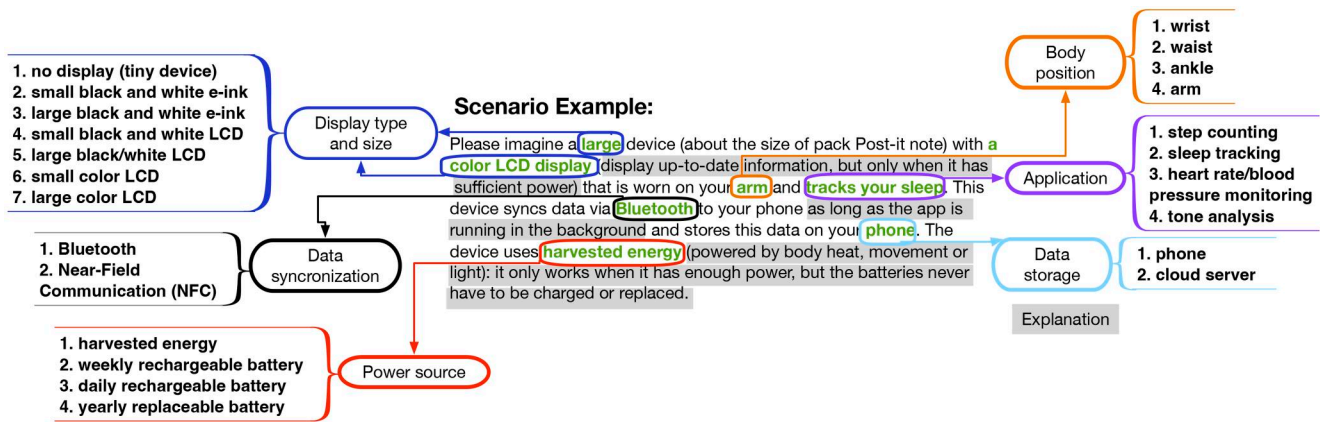 1. no display (tiny device)
2. small black and white e-ink
3. large black and white e-ink
4. small black and white LCD
5. large black/white LCD
6. small color LCD
7. large color LCD
Display type
and size
1. Bluetooth
2. Near-Field
Communication (NFC)
Data
syncronization
1. harvested energy
2. weekly rechargeable battery
3. daily rechargeable battery
4. yearly replaceable battery
Power source
Scenario Example:
Please imagine a large device (about the size of pack Post-it note) with a
color LCD display (display up-to-date information, but only when it has
sufficient power) that is worn on your arm and tracks your sleep. This
device syncs data via Bluetooth to your phone as long as the app is
running in the background and stores this data on your phone. The
device uses harvested energy (powered by body heat, movement or
light): it only works when it has enough power, but the batteries never
have to be charged or replaced.
Body
position
1. wrist
2. waist
3. ankle
4. arm
Application
1. step counting
2. sleep tracking
3. heart rate/blood
pressure monitoring
4. tone analysis
Data
storage
1. phone
2. cloud server
Explanation